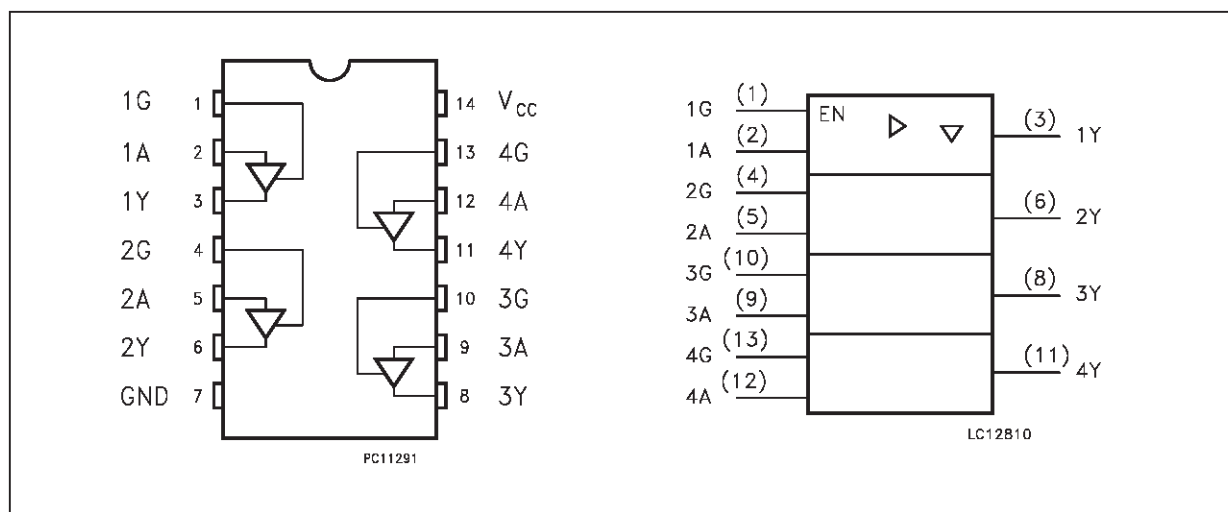 1G 1 14 VCC
1A 2 13 4G
1Y 3 12 4A
2G 4 11 4Y
2A 5 10 3G
2Y 6 9 3A
GND 7 8 3Y
PC11291
1G (1) EN (3) 1Y
1A (2)
2G (4) (6) 2Y
2A (5)
3G (10) (8) 3Y
3A (9)
4G (13) (11) 4Y
4A (12)
LC12810